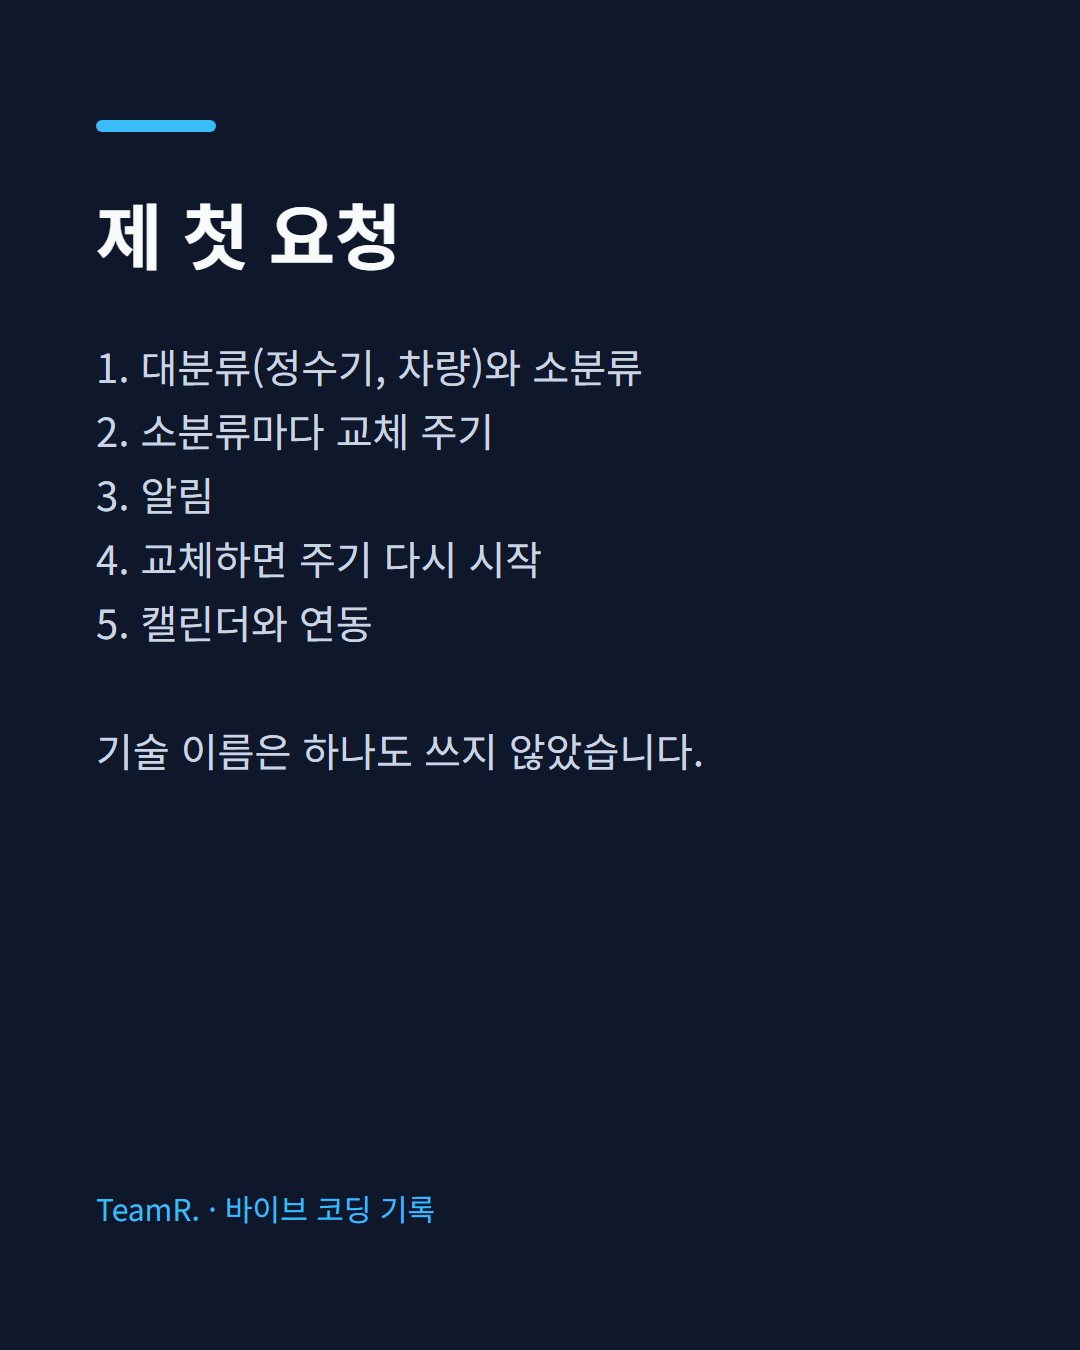 제 첫 요청
1. 대분류(정수기, 차량)와 소분류
2. 소분류마다 교체 주기
3. 알림
4. 교체하면 주기 다시 시작
5. 캘린더와 연동
기술 이름은 하나도 쓰지 않았습니다.
TeamR. · 바이브 코딩 기록